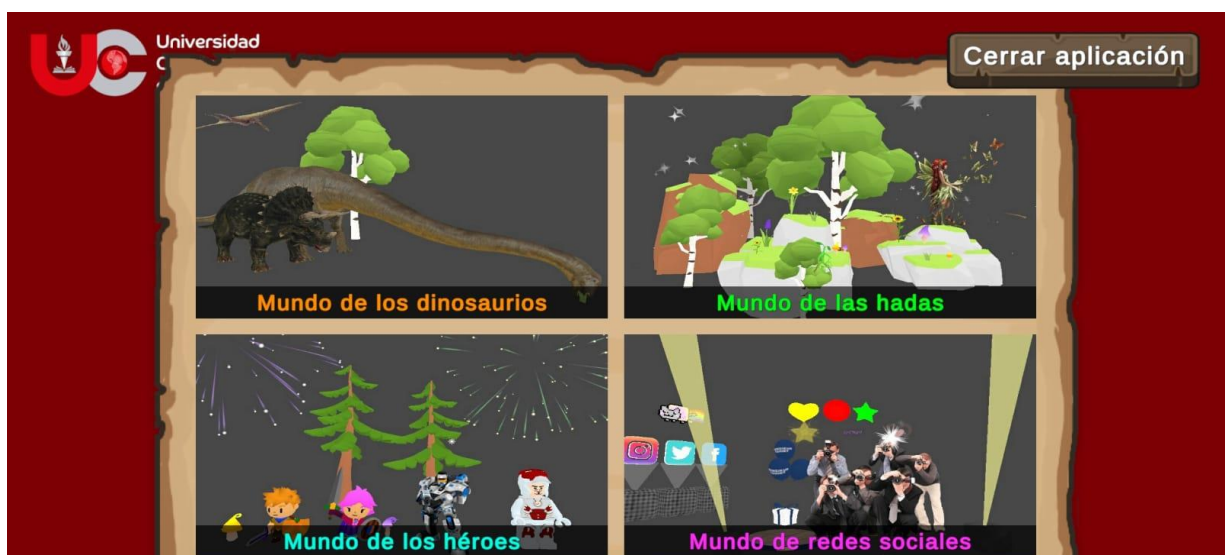 UC
Universidad
C
Cerrar aplicación
Mundo de los dinosaurios
Mundo de las hadas
Mundo de los héroes
Mundo de redes sociales